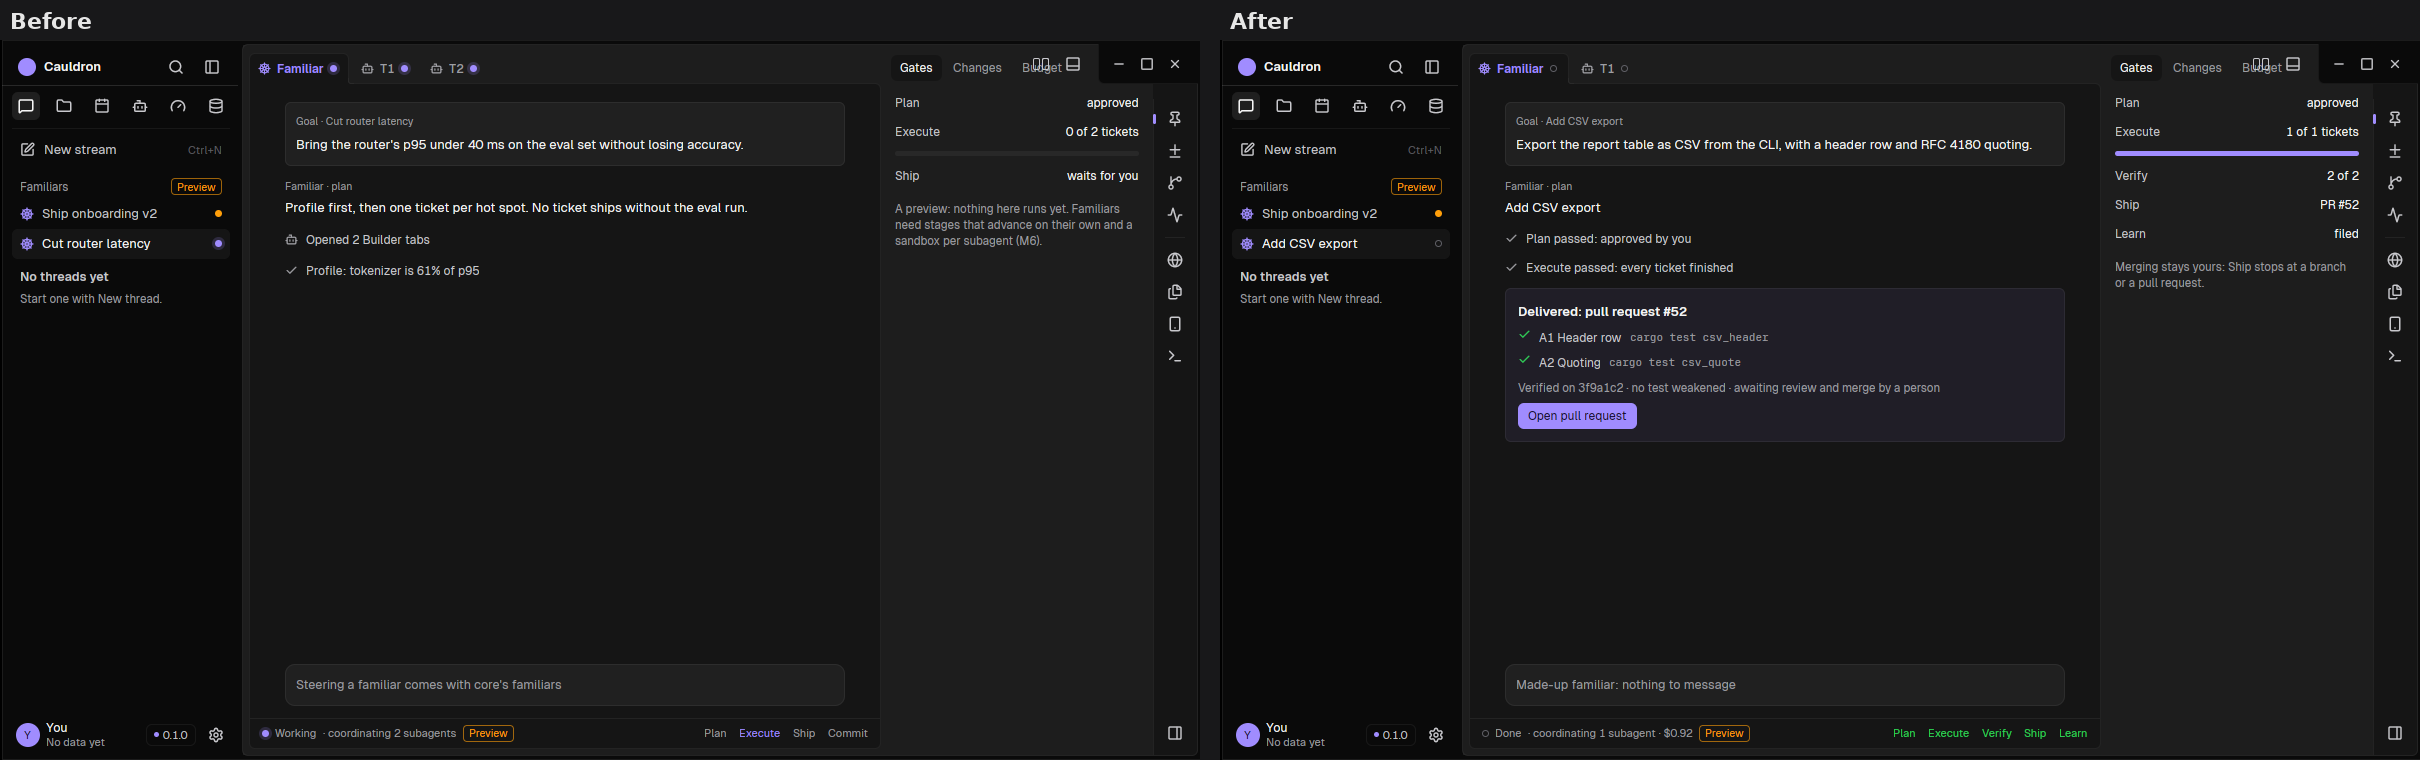 Before
Cauldron
New stream Ctrl+N
Familiars Preview
Ship onboarding v2
Cut router latency
No threads yet
Start one with New thread.
Y You
No data yet
0.1.0
Familiar T1 T2
Goal · Cut router latency
Bring the router's p95 under 40 ms on the eval set without losing accuracy.
Familiar · plan
Profile first, then one ticket per hot spot. No ticket ships without the eval run.
Opened 2 Builder tabs
Profile: tokenizer is 61% of p95
Steering a familiar comes with core's familiars
Working · coordinating 2 subagents Preview Plan Execute Ship Commit
Gates Changes Budget
Plan approved
Execute 0 of 2 tickets
Ship waits for you
A preview: nothing here runs yet. Familiars
need stages that advance on their own and a
sandbox per subagent (M6).
After
Cauldron
New stream Ctrl+N
Familiars Preview
Ship onboarding v2
Add CSV export
No threads yet
Start one with New thread.
Y You
No data yet
0.1.0
Familiar T1
Goal · Add CSV export
Export the report table as CSV from the CLI, with a header row and RFC 4180 quoting.
Familiar · plan
Add CSV export
Plan passed: approved by you
Execute passed: every ticket finished
Delivered: pull request #52
A1 Header row cargo test csv_header
A2 Quoting cargo test csv_quote
Verified on 3f9a1c2 · no test weakened · awaiting review and merge by a person
Open pull request
Made-up familiar: nothing to message
Done · coordinating 1 subagent · $0.92 Preview Plan Execute Verify Ship Learn
Gates Changes Budget
Plan approved
Execute 1 of 1 tickets
Verify 2 of 2
Ship PR #52
Learn filed
Merging stays yours: Ship stops at a branch
or a pull request.